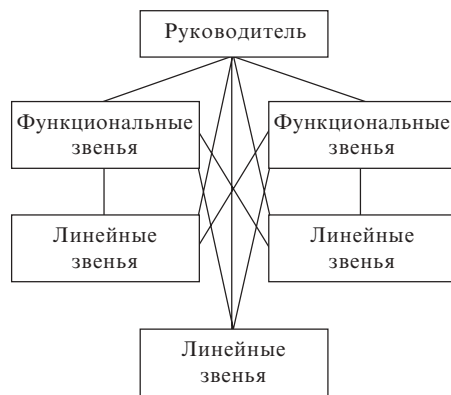 Руководитель
Функциональные
звенья
Функциональные
звенья
Линейные
звенья
Линейные
звенья
Линейные
звенья